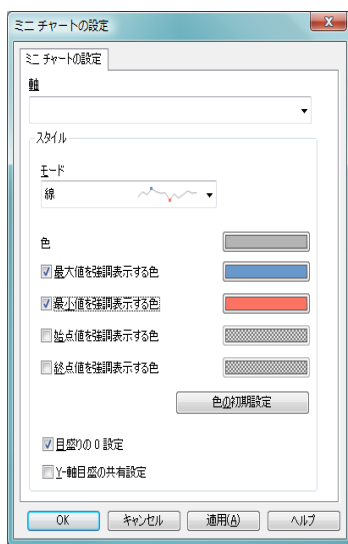 ミニ チャートの設定
ミニ チャートの設定
軸
スタイル
モード
線
色
最大値を強調表示する色
最小値を強調表示する色
始点値を強調表示する色
終点値を強調表示する色
色の初期設定
目盛りの 0 設定
Y-軸目盛の共有設定
OK キャンセル 適用(A) ヘルプ